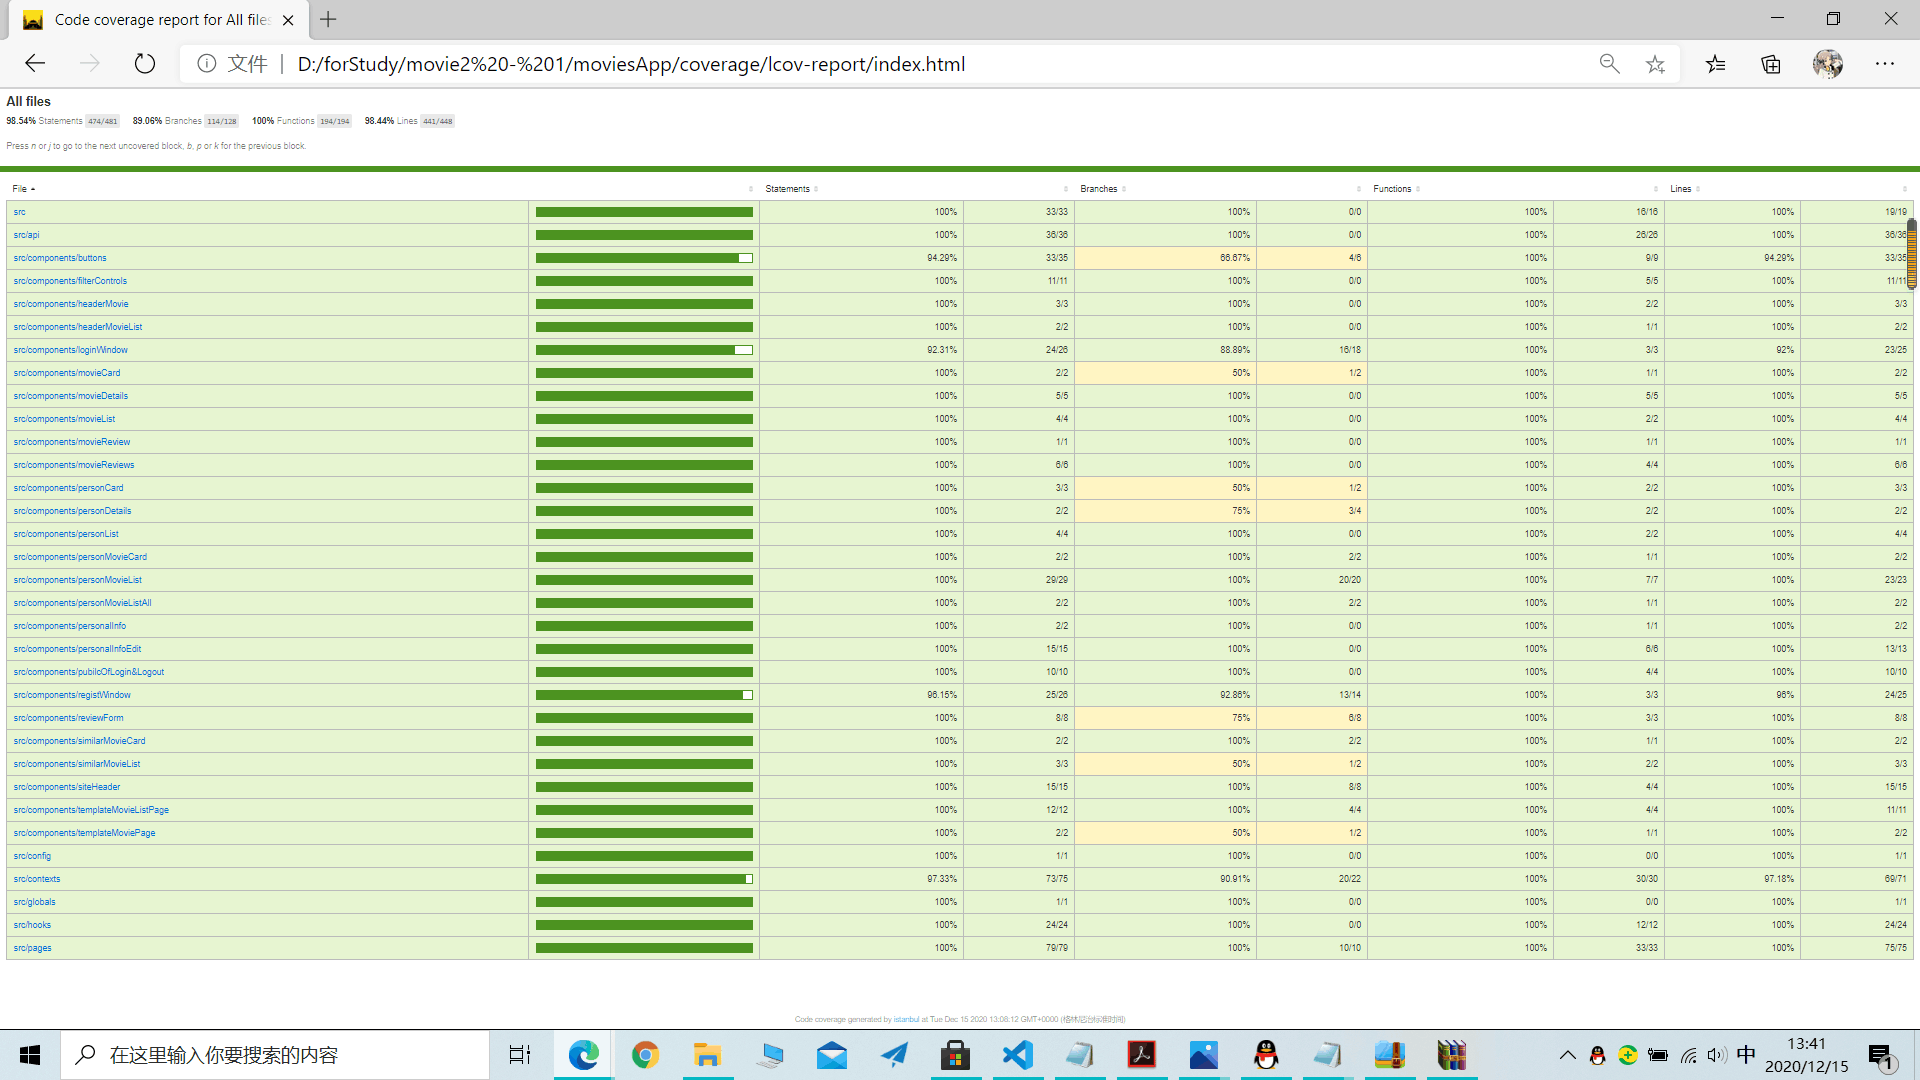 Code coverage report for All files
文件 | D:/forStudy/movie2%20-%201/moviesApp/coverage/lcov-report/index.html
All files
98.54% Statements 474/481 89.06% Branches 114/128 100% Functions 194/194 98.44% Lines 441/448
Press n or j to go to the next uncovered block, b, p or k for the previous block.
File Statements Branches Functions Lines
src 100% 33/33 100% 0/0 100% 16/16 100% 19/19
src/api 100% 36/36 100% 0/0 100% 26/26 100% 36/36
src/components/buttons 94.29% 33/35 66.67% 4/6 100% 9/9 94.29% 33/35
src/components/filterControls 100% 11/11 100% 0/0 100% 5/5 100% 11/11
src/components/headerMovie 100% 3/3 100% 0/0 100% 2/2 100% 3/3
src/components/headerMovieList 100% 2/2 100% 0/0 100% 1/1 100% 2/2
src/components/loginWindow 92.31% 24/26 88.89% 16/18 100% 3/3 92% 23/25
src/components/movieCard 100% 2/2 50% 1/2 100% 1/1 100% 2/2
src/components/movieDetails 100% 5/5 100% 0/0 100% 5/5 100% 5/5
src/components/movieList 100% 4/4 100% 0/0 100% 2/2 100% 4/4
src/components/movieReview 100% 1/1 100% 0/0 100% 1/1 100% 1/1
src/components/movieReviews 100% 6/6 100% 0/0 100% 4/4 100% 6/6
src/components/personCard 100% 3/3 50% 1/2 100% 2/2 100% 3/3
src/components/personDetails 100% 2/2 75% 3/4 100% 2/2 100% 2/2
src/components/personList 100% 4/4 100% 0/0 100% 2/2 100% 4/4
src/components/personMovieCard 100% 2/2 100% 2/2 100% 1/1 100% 2/2
src/components/personMovieList 100% 29/29 100% 20/20 100% 7/7 100% 23/23
src/components/personMovieListAll 100% 2/2 100% 2/2 100% 1/1 100% 2/2
src/components/personalInfo 100% 2/2 100% 0/0 100% 1/1 100% 2/2
src/components/personalInfoEdit 100% 15/15 100% 0/0 100% 6/6 100% 13/13
src/components/pubilcOfLogin&Logout 100% 10/10 100% 0/0 100% 4/4 100% 10/10
src/components/registWindow 96.15% 25/26 92.86% 13/14 100% 3/3 96% 24/25
src/components/reviewForm 100% 8/8 75% 6/8 100% 3/3 100% 8/8
src/components/similarMovieCard 100% 2/2 100% 2/2 100% 1/1 100% 2/2
src/components/similarMovieList 100% 3/3 50% 1/2 100% 2/2 100% 3/3
src/components/siteHeader 100% 15/15 100% 8/8 100% 4/4 100% 15/15
src/components/templateMovieListPage 100% 12/12 100% 4/4 100% 4/4 100% 11/11
src/components/templateMoviePage 100% 2/2 50% 1/2 100% 1/1 100% 2/2
src/config 100% 1/1 100% 0/0 100% 0/0 100% 1/1
src/contexts 97.33% 73/75 90.91% 20/22 100% 30/30 97.18% 69/71
src/globals 100% 1/1 100% 0/0 100% 0/0 100% 1/1
src/hooks 100% 24/24 100% 0/0 100% 12/12 100% 24/24
src/pages 100% 79/79 100% 10/10 100% 33/33 100% 75/75
Code coverage generated by istanbul at Tue Dec 15 2020 13:08:12 GMT+0000 (格林尼治标准时间)
在这里输入你要搜索的内容
中
13:41
2020/12/15
1